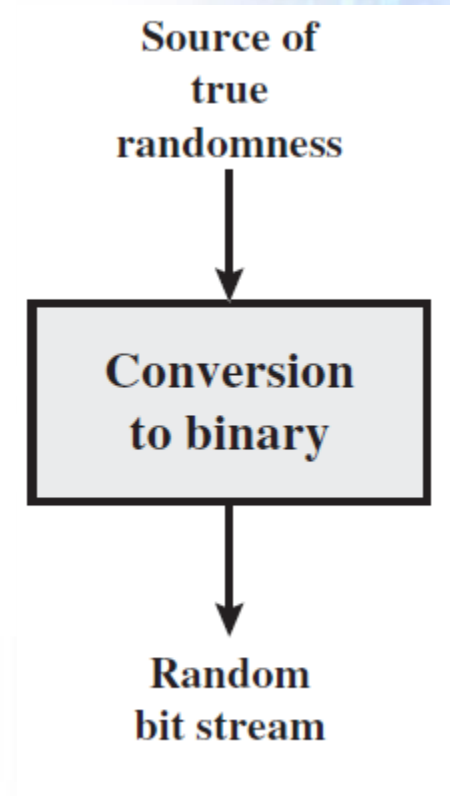 Source of
true
randomness
Conversion
to binary
Random
bit stream